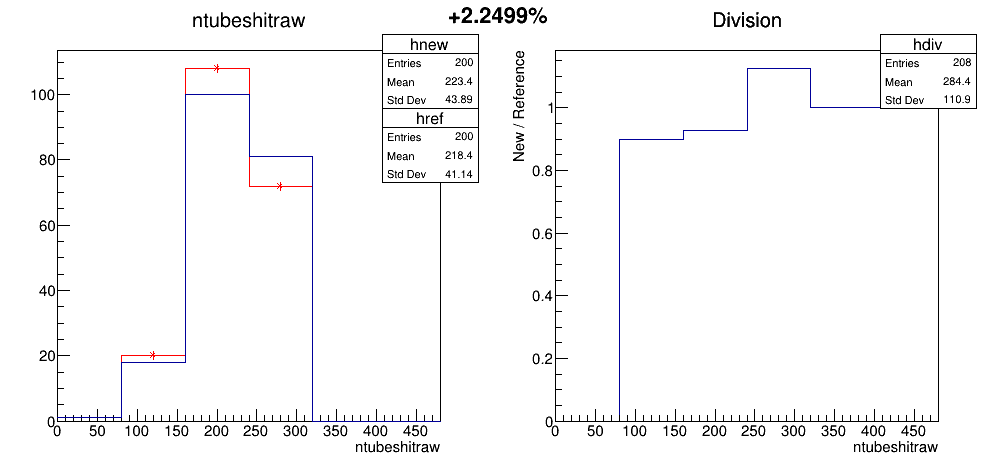 +2.2499%
ntubeshitraw
hnew
Entries 200
Mean 223.4
Std Dev 43.89
href
Entries 200
Mean 218.4
Std Dev 41.14
100
80
60
40
20
0
0 50 100 150 200 250 300 350 400 450
ntubeshitraw
Division
hdiv
Entries 208
Mean 284.4
Std Dev 110.9
New / Reference
1
0.8
0.6
0.4
0.2
0
0 50 100 150 200 250 300 350 400 450
ntubeshitraw